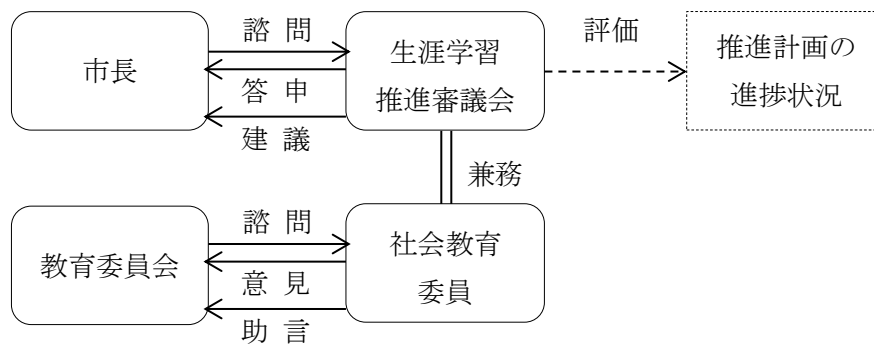 諮 問
市長
答 申
建 議
生涯学習
推進審議会
評価
推進計画の
進捗状況
兼務
諮 問
教育委員会
意 見
助 言
社会教育
委員